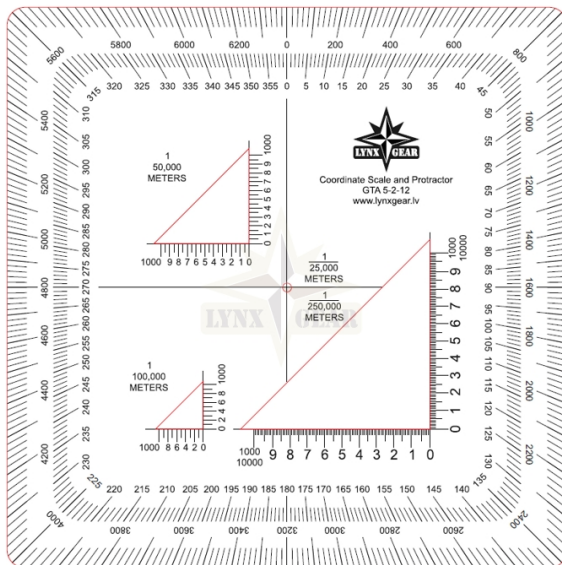 5600 5800 6000 6200 0 200 400 600 800
315 320 325 330 335 340 345 350 355 0 5 10 15 20 25 30 35 40 45
5400 5200 5000 4800 4600 4400 4200
310 305 300 295 290 285 280 275 270 265 260 255 250 245 240 235 230
LYNX GEAR
Coordinate Scale and Protractor
GTA 5-2-12
www.lynxgear.lv
1
50,000
METERS
1000 9 8 7 6 5 4 3 2 1 0
1000 9 8 7 6 5 4 3 2 1 0
1
25,000
METERS
1
250,000
METERS
LYNX GEAR
1000
10000
9 8 7 6 5 4 3 2 1 0
1000
10000
9 8 7 6 5 4 3 2 1 0
1
100,000
METERS
1000 8 6 4 2 0
1000 8 6 4 2 0
50 55 60 65 70 75 80 85 90 95 100 105 110 115 120 125 130
1000 1200 1400 1600 1800 2000 2200
225 220 215 210 205 200 195 190 185 180 175 170 165 160 155 150 145 140 135
4000 3800 3600 3400 3200 3000 2800 2600 2400